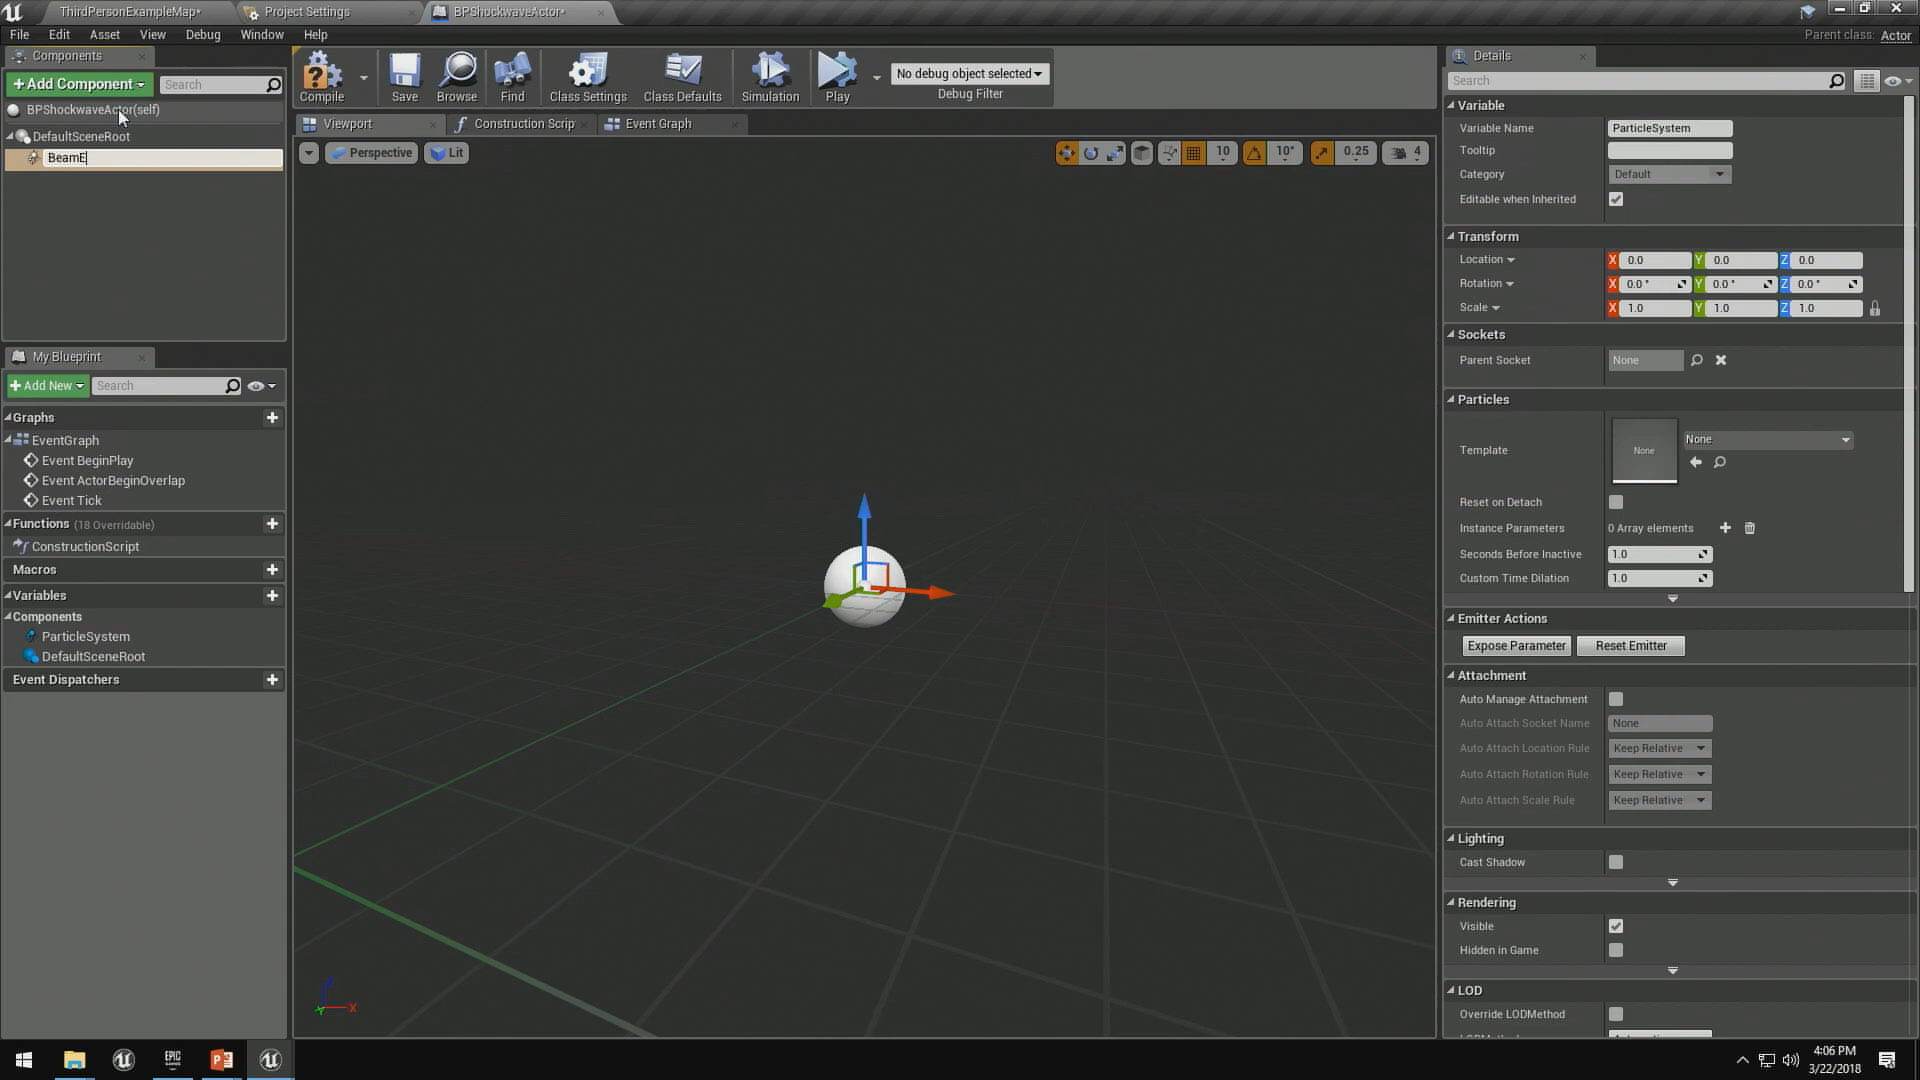 ThirdPersonExampleMap*
Project Settings
BPShockwaveActor*
File Edit Asset View Debug Window Help
Parent class: Actor
Components
+Add Component
Search
BPShockwaveActor(self)
DefaultSceneRoot
BeamE
Compile
Save
Browse
Find
Class Settings
Class Defaults
Simulation
Play
No debug object selected
Debug Filter
Viewport
Construction Scrip
Event Graph
Perspective
Lit
10
10°
0.25
4
X
Z
Y
My Blueprint
+Add New
Search
Graphs
EventGraph
Event BeginPlay
Event ActorBeginOverlap
Event Tick
Functions (18 Overridable)
ConstructionScript
Macros
Variables
Components
ParticleSystem
DefaultSceneRoot
Event Dispatchers
Details
Search
Variable
Variable Name ParticleSystem
Tooltip
Category Default
Editable when Inherited
Transform
Location X 0.0 Y 0.0 Z 0.0
Rotation X 0.0 ° Y 0.0 ° Z 0.0 °
Scale X 1.0 Y 1.0 Z 1.0
Sockets
Parent Socket None
Particles
Template None None
Reset on Detach
Instance Parameters 0 Array elements
Seconds Before Inactive 1.0
Custom Time Dilation 1.0
Emitter Actions
Expose Parameter Reset Emitter
Attachment
Auto Manage Attachment
Auto Attach Socket Name None
Auto Attach Location Rule Keep Relative
Auto Attach Rotation Rule Keep Relative
Auto Attach Scale Rule Keep Relative
Lighting
Cast Shadow
Rendering
Visible
Hidden in Game
LOD
Override LODMethod
EPIC
4:06 PM
3/22/2018